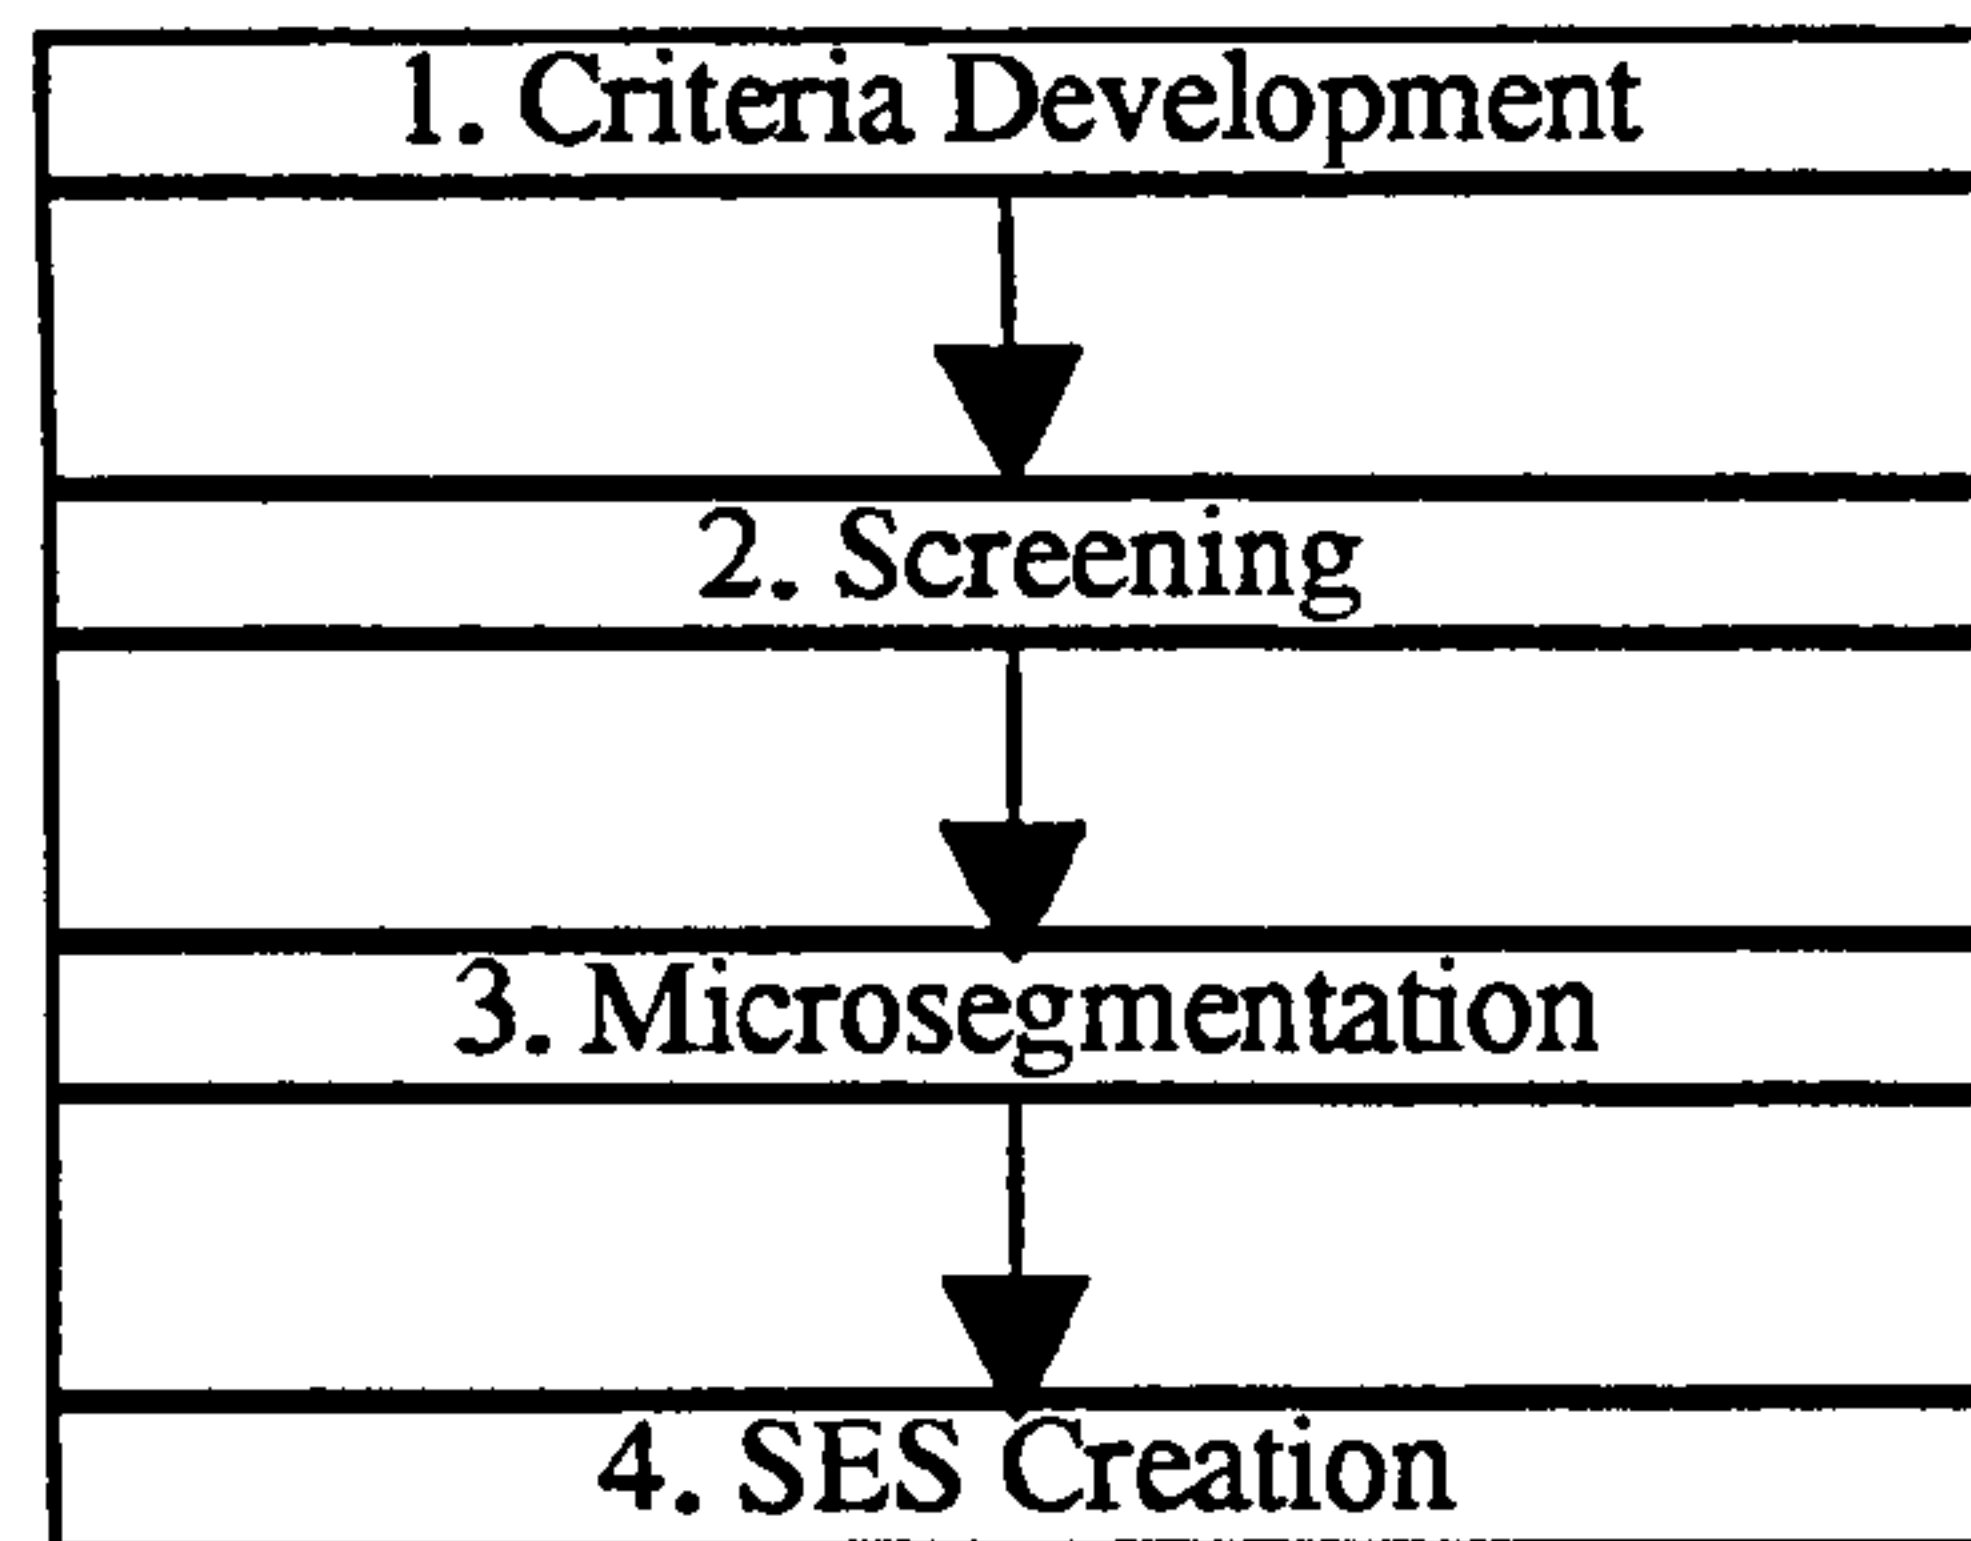 1. Criteria Development
2. Screening
3. Microsegmentation
4. SES Creation